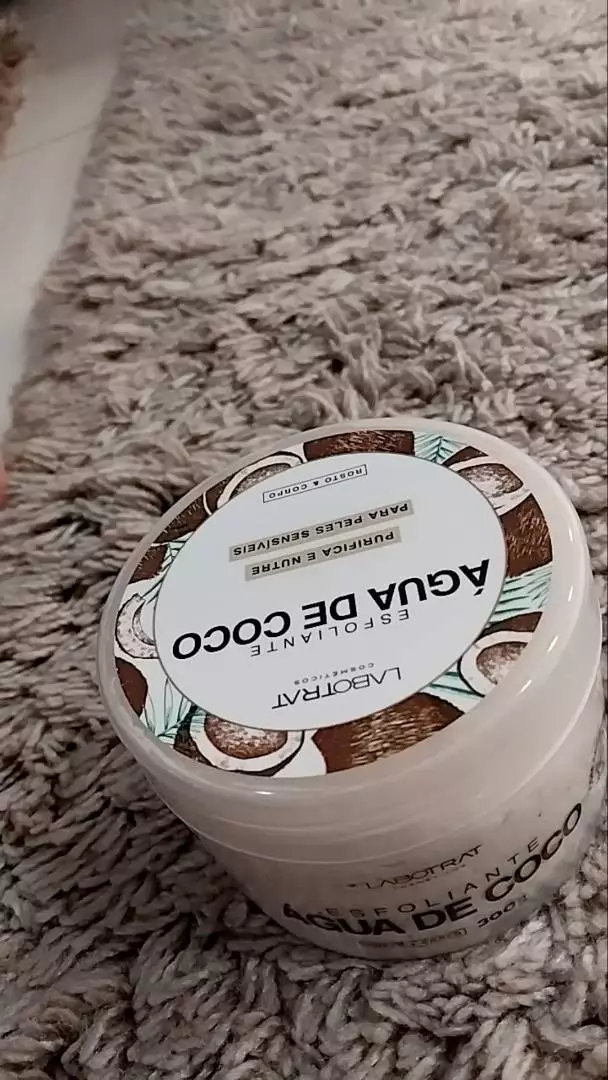 LABOTRAT
COSMÉTICOS
ESFOLIANTE
ÁGUA DE COCO
PURIFICA E NUTRE
PARA PELES SENSÍVEIS
ROSTO & CORPO
LABOTRAT
ESFOLIANTE
ÁGUA DE COCO